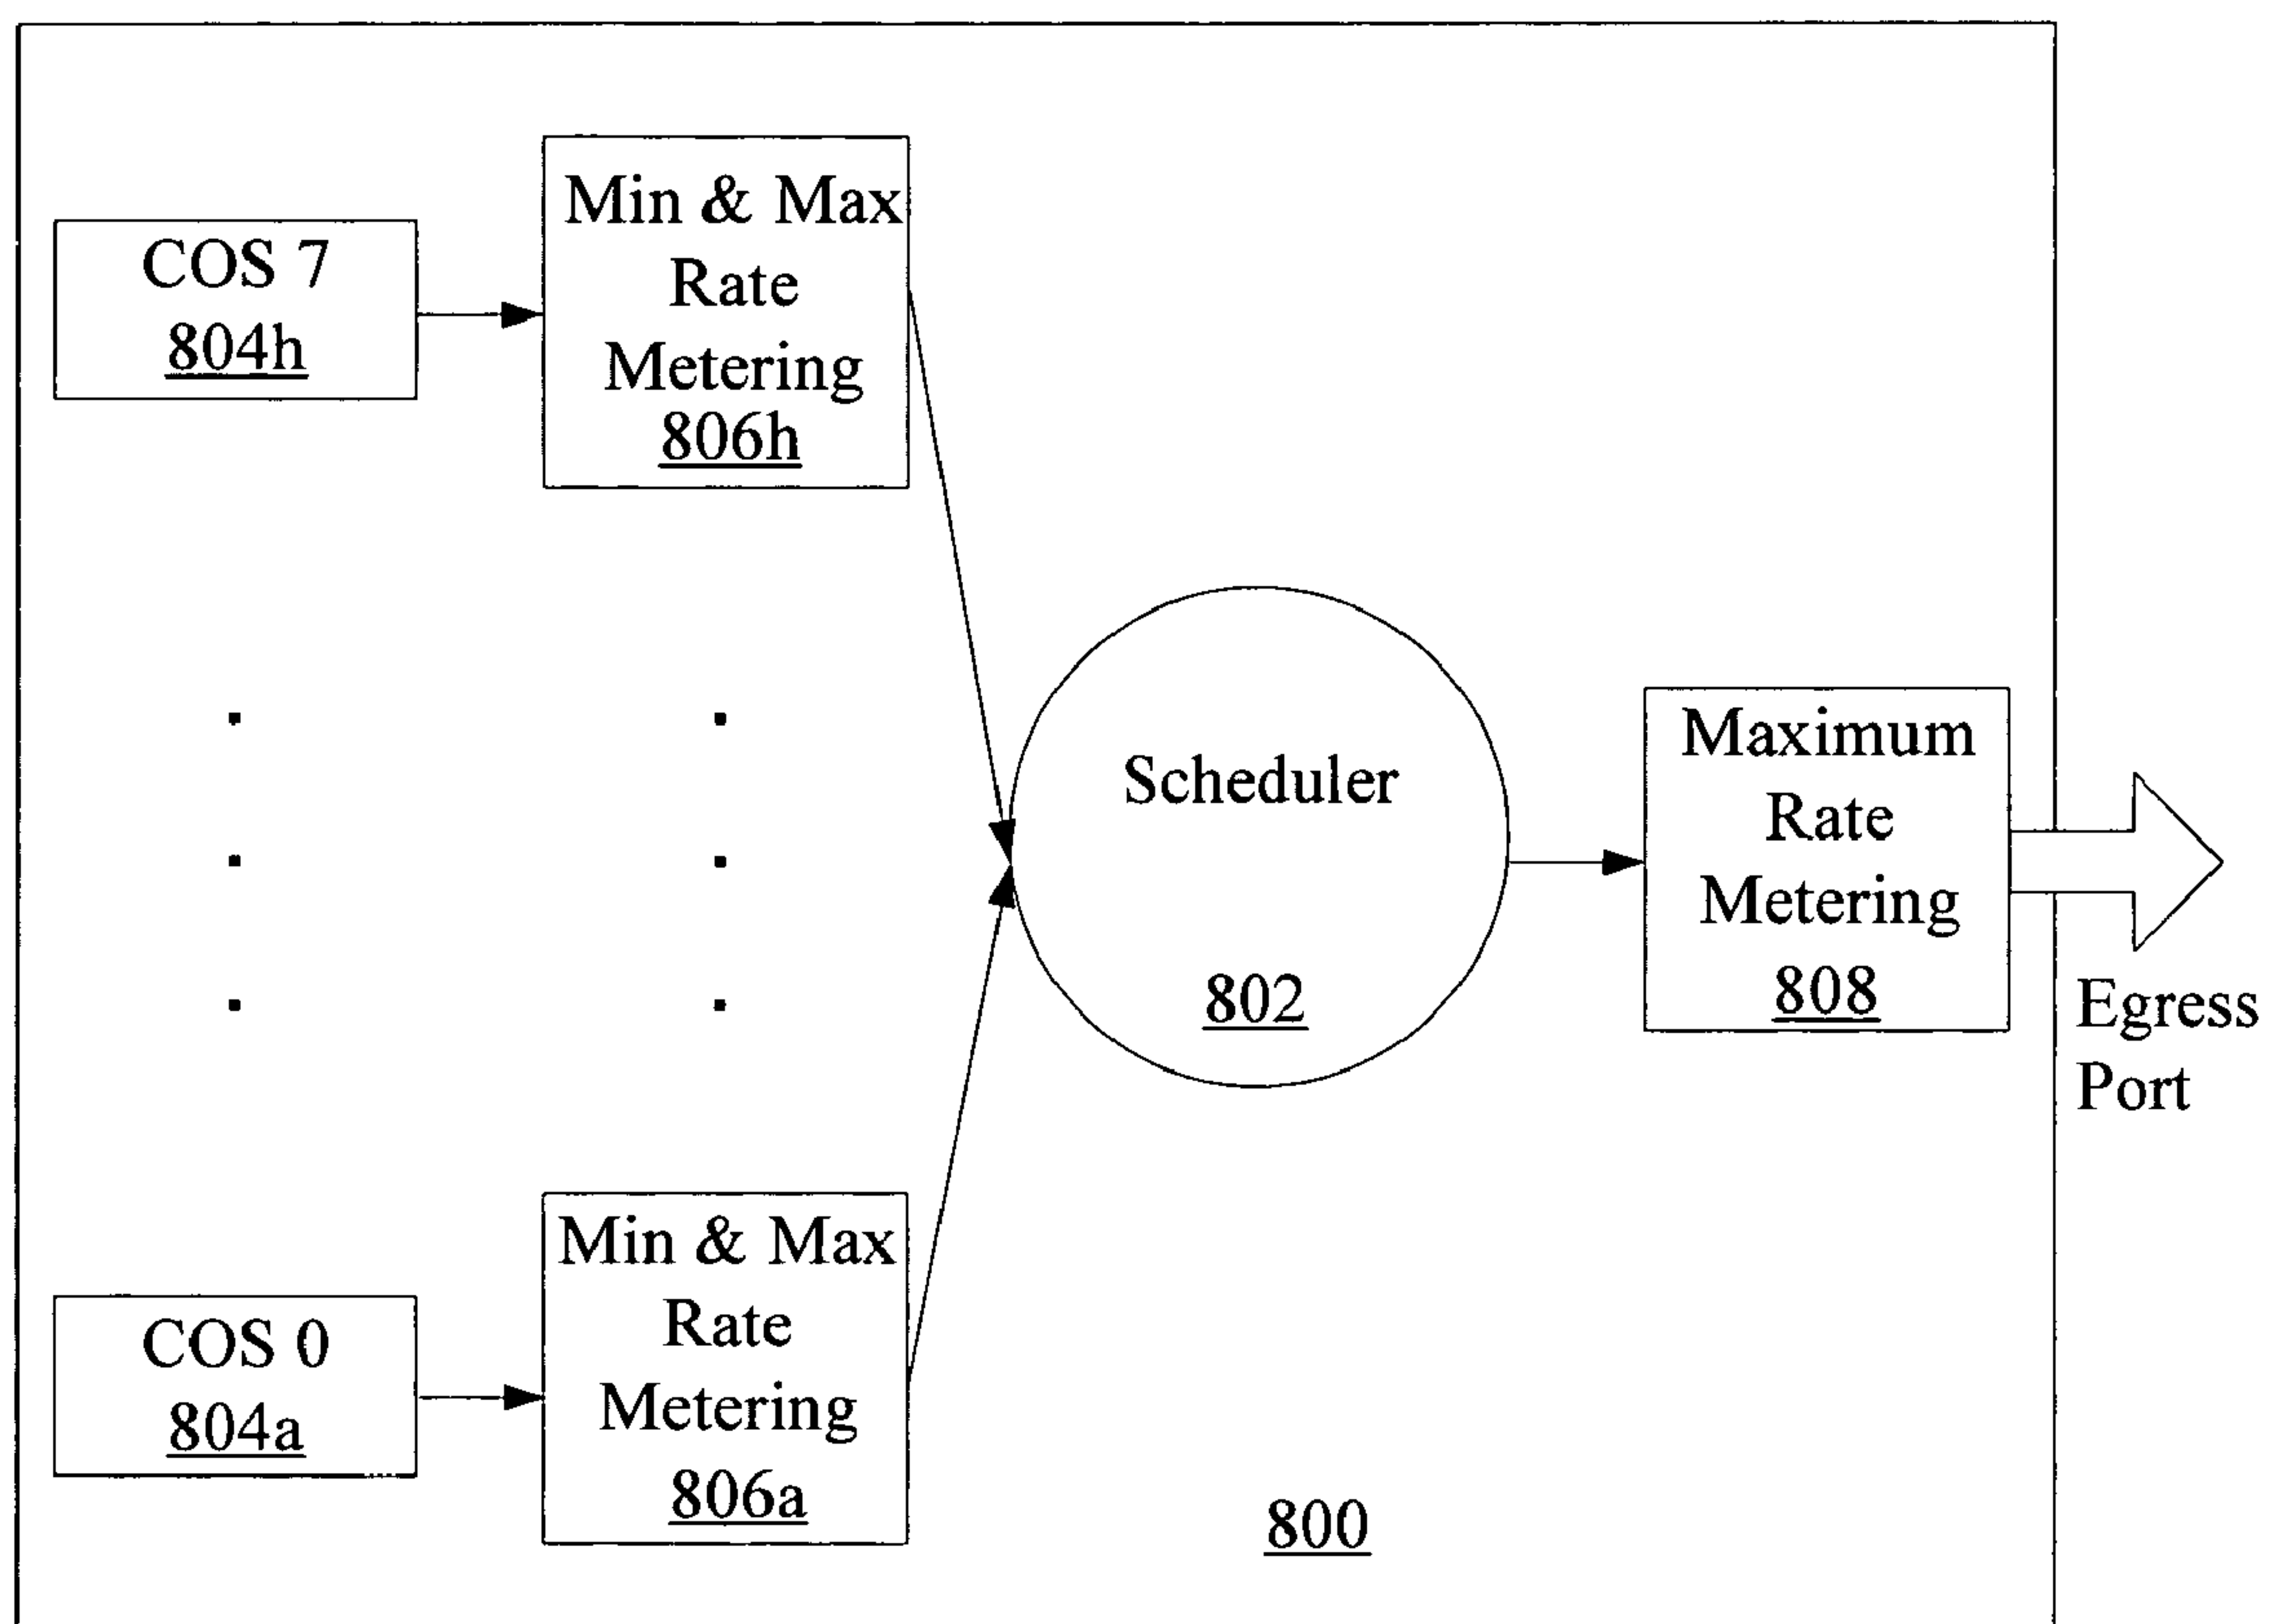 COS 7
804h
Min & Max
Rate
Metering
806h
Scheduler
802
Maximum
Rate
Metering
808
Egress
Port
COS 0
804a
Min & Max
Rate
Metering
806a
800